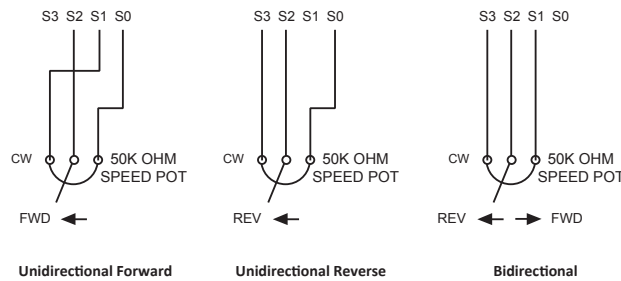 S3 S2 S1 S0
CW
50K OHM
SPEED POT
FWD
Unidirectional Forward
S3 S2 S1 S0
CW
50K OHM
SPEED POT
REV
Unidirectional Reverse
S3 S2 S1 S0
CW
50K OHM
SPEED POT
REV FWD
Bidirectional